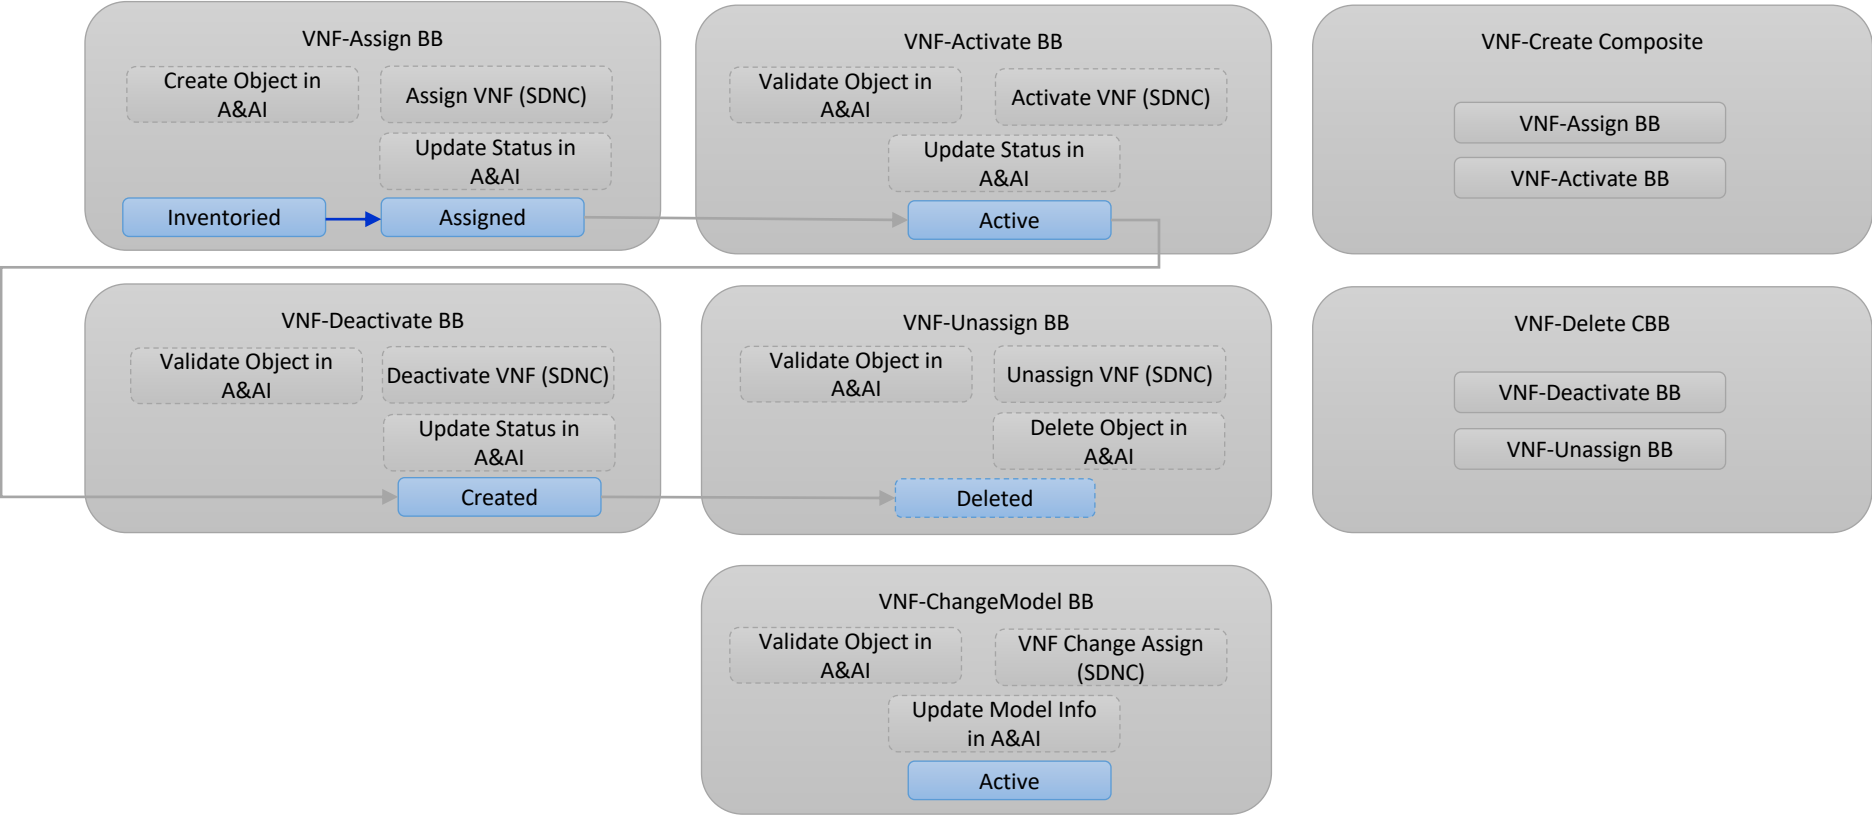 VNF-Assign BB
Create Object in
A&AI
Assign VNF (SDNC)
Update Status in
A&AI
Inventoried
Assigned
VNF-Activate BB
Validate Object in
A&AI
Activate VNF (SDNC)
Update Status in
A&AI
Active
VNF-Create Composite
VNF-Assign BB
VNF-Activate BB
VNF-Deactivate BB
Validate Object in
A&AI
Deactivate VNF (SDNC)
Update Status in
A&AI
Created
VNF-Unassign BB
Validate Object in
A&AI
Unassign VNF (SDNC)
Delete Object in
A&AI
Deleted
VNF-Delete CBB
VNF-Deactivate BB
VNF-Unassign BB
VNF-ChangeModel BB
Validate Object in
A&AI
VNF Change Assign
(SDNC)
Update Model Info
in A&AI
Active